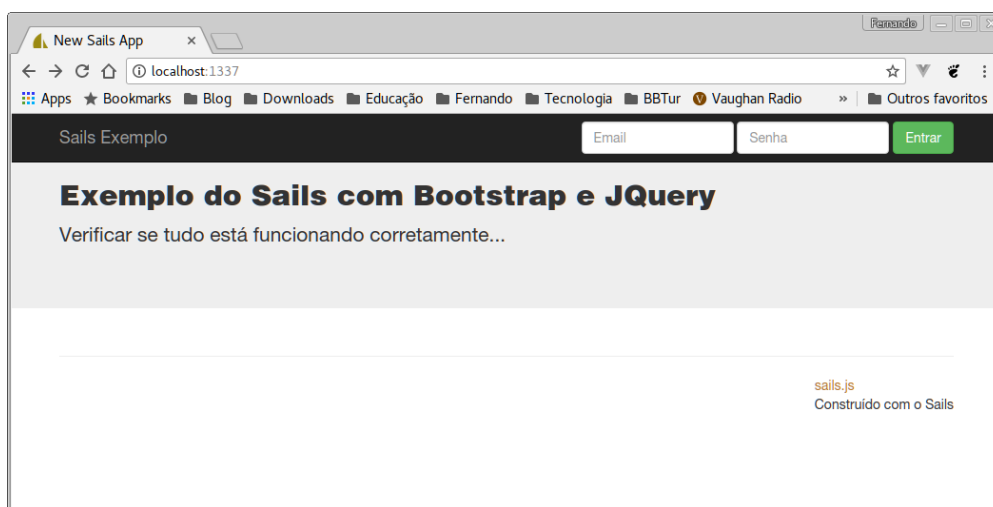 Fernando
New Sails App
localhost:1337
Apps Bookmarks Blog Downloads Educação Fernando Tecnologia BBTur Vaughan Radio » Outros favoritos
Sails Exemplo Email Senha Entrar
Exemplo do Sails com Bootstrap e JQuery
Verificar se tudo está funcionando corretamente...
sails.js
Construído com o Sails